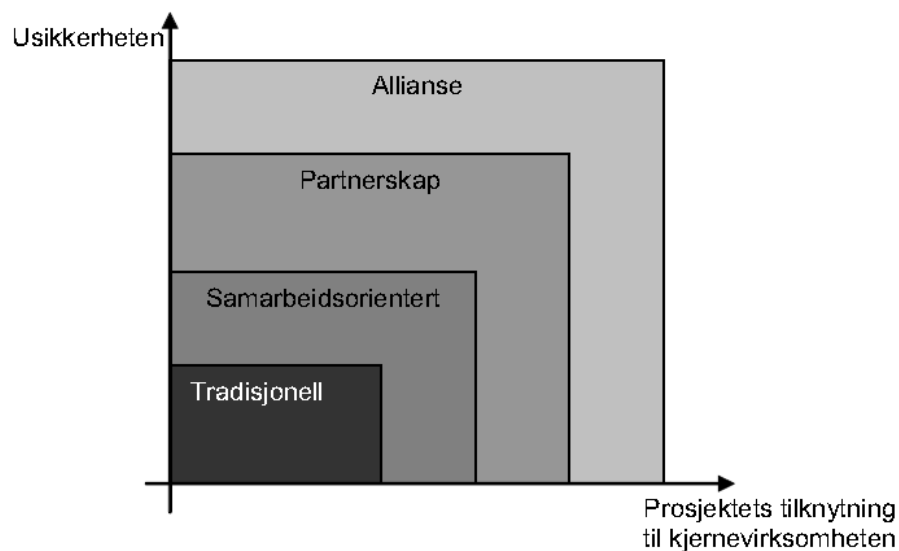 Usikkerheten
Allianse
Partnerskap
Samarbeidsorientert
Tradisjonell
Prosjektets tilknytning
til kjernevirksomheten